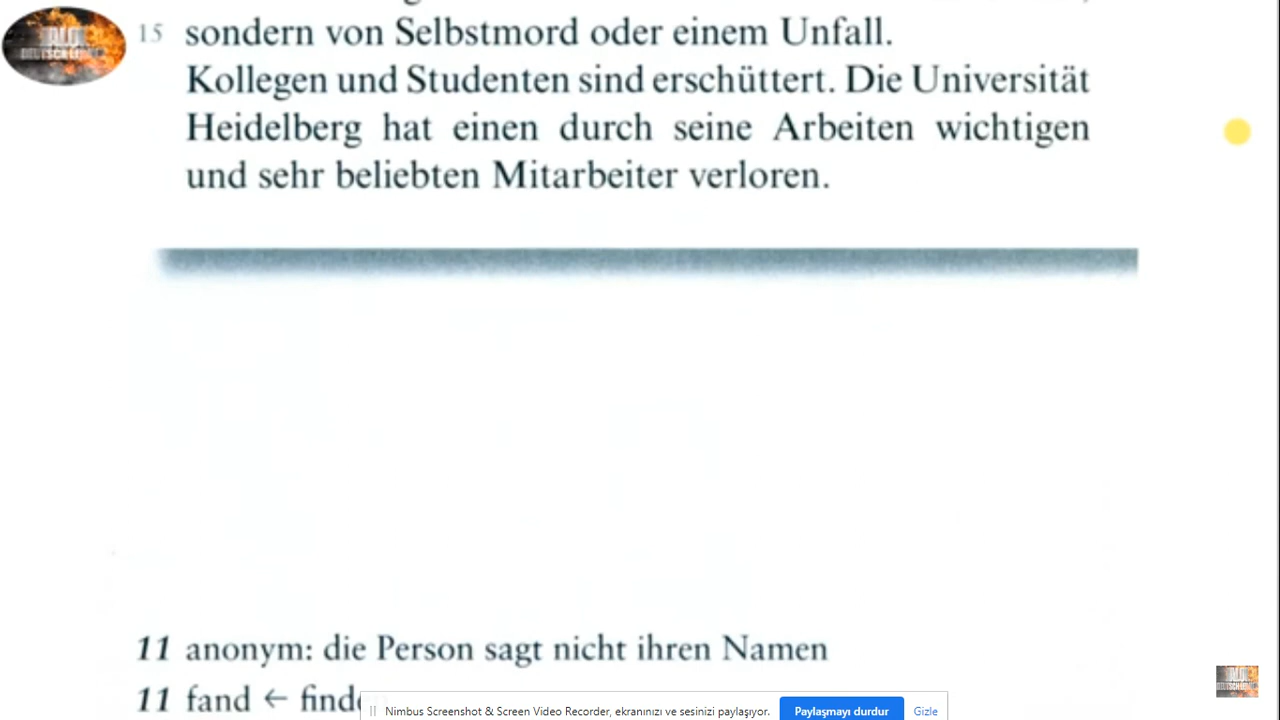 15 sondern von Selbstmord oder einem Unfall.
Kollegen und Studenten sind erschüttert. Die Universität
Heidelberg hat einen durch seine Arbeiten wichtigen
und sehr beliebten Mitarbeiter verloren.
11 anonym: die Person sagt nicht ihren Namen
11 fand ← find
Nimbus Screenshot & Screen Video Recorder, ekranınızı ve sesinizi paylaşıyor.
Paylaşmayı durdur
Gizle